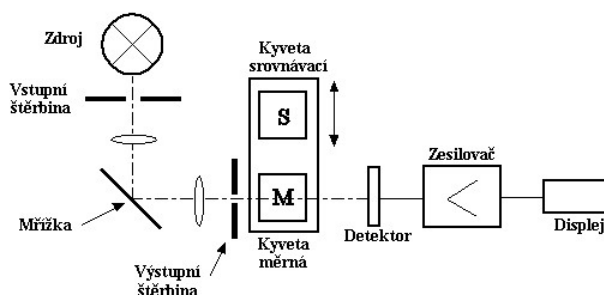 Zdroj
Vstupní
štěrbina
Mřížka
Výstupní
štěrbina
Kyveta
srovnávací
S
M
Kyveta
měrná
Detektor
Zesilovač
Displej